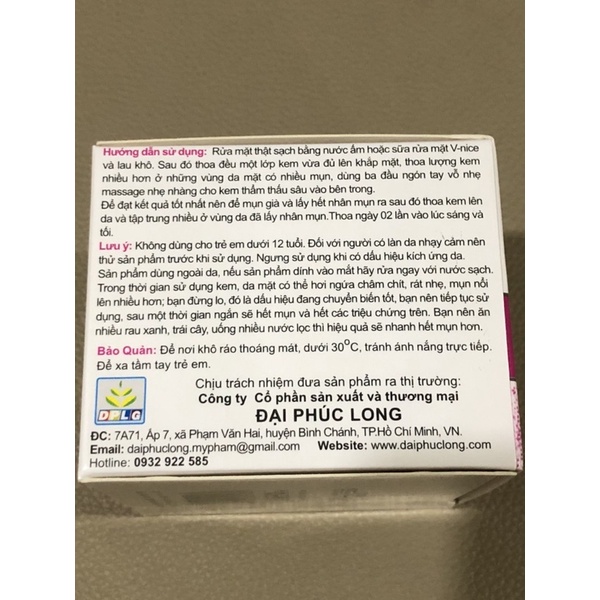 Hướng dẫn sử dụng: Rửa mặt thật sạch bằng nước ấm hoặc sữa rửa mặt V-nice
và lau khô. Sau đó thoa đều một lớp kem vừa đủ lên khắp mặt, thoa lượng kem
nhiều hơn ở những vùng da mặt có nhiều mụn, dùng ba đầu ngón tay vỗ nhẹ
massage nhẹ nhàng cho kem thẩm thấu sâu vào bên trong.
Để đạt kết quả tốt nhất nên để mụn già và lấy hết nhân mụn ra sau đó thoa kem lên
da và tập trung nhiều ở vùng da đã lấy nhân mụn.Thoa ngày 02 lần vào lúc sáng và
tối.
Lưu ý: Không dùng cho trẻ em dưới 12 tuổi. Đối với người có làn da nhạy cảm nên
thử sản phẩm trước khi sử dụng. Ngưng sử dụng khi có dấu hiệu kích ứng da.
Sản phẩm dùng ngoài da, nếu sản phẩm dính vào mắt hãy rửa ngay với nước sạch.
Trong thời gian sử dụng kem, da mặt có thể hơi ngứa châm chít, rát nhẹ, mụn nổi
lên nhiều hơn; bạn đừng lo, đó là dấu hiệu đang chuyển biến tốt, bạn nên tiếp tục sử
dụng, sau một thời gian ngắn sẽ hết mụn và hết các triệu chứng trên. Bạn nên ăn
nhiều rau xanh, trái cây, uống nhiều nước lọc thì hiệu quả sẽ nhanh hết mụn hơn.
Bảo Quản: Để nơi khô ráo thoáng mát, dưới 30°C, tránh ánh nắng trực tiếp.
Để xa tầm tay trẻ em.
Chịu trách nhiệm đưa sản phẩm ra thị trường:
Công ty Cổ phần sản xuất và thương mại
ĐẠI PHÚC LONG
DPLG
ĐC: 7A71, Ấp 7, xã Phạm Văn Hai, huyện Bình Chánh, TP.Hồ Chí Minh, VN.
Email: daiphuclong.mypham@gmail.com Website: www.daiphuclong.com
Hotline: 0932 922 585